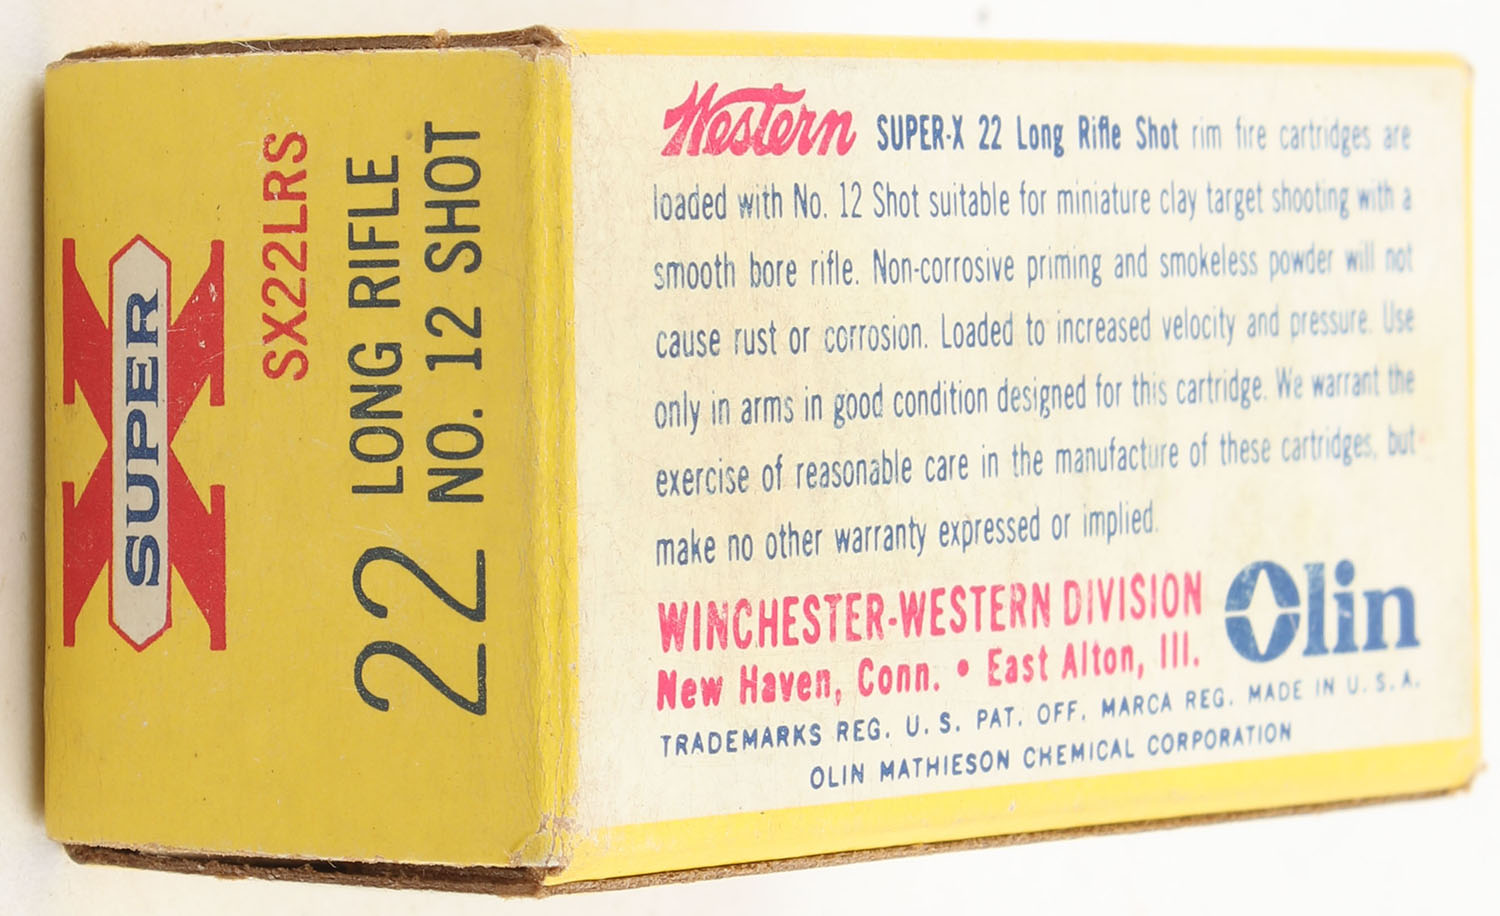 SUPER X
SX22LRS
22 LONG RIFLE
NO. 12 SHOT
Western SUPER-X 22 Long Rifle Shot rim fire cartridges are
loaded with No. 12 Shot suitable for miniature clay target shooting with a
smooth bore rifle. Non-corrosive priming and smokeless powder will not
cause rust or corrosion. Loaded to increased velocity and pressure. Use
only in arms in good condition designed for this cartridge. We warrant the
exercise of reasonable care in the manufacture of these cartridges, but
make no other warranty expressed or implied.
WINCHESTER-WESTERN DIVISION
New Haven, Conn. • East Alton, Ill.
Olin
TRADEMARKS REG. U. S. PAT. OFF. MARCA REG. MADE IN U. S. A.
OLIN MATHIESON CHEMICAL CORPORATION